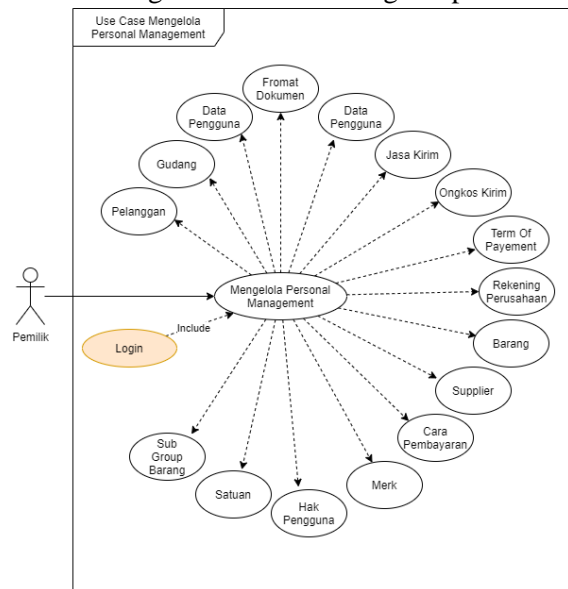 Use Case Mengelola
Personal Management
Fromat
Dokumen
Data
Pengguna
Data
Pengguna
Gudang
Jasa Kirim
Pelanggan
Ongkos Kirim
Term Of
Payement
Mengelola Personal
Management
Rekening
Perusahaan
Include
Pemilik
Login
Barang
Supplier
Cara
Pembayaran
Sub
Group
Barang
Satuan
Hak
Pengguna
Merk